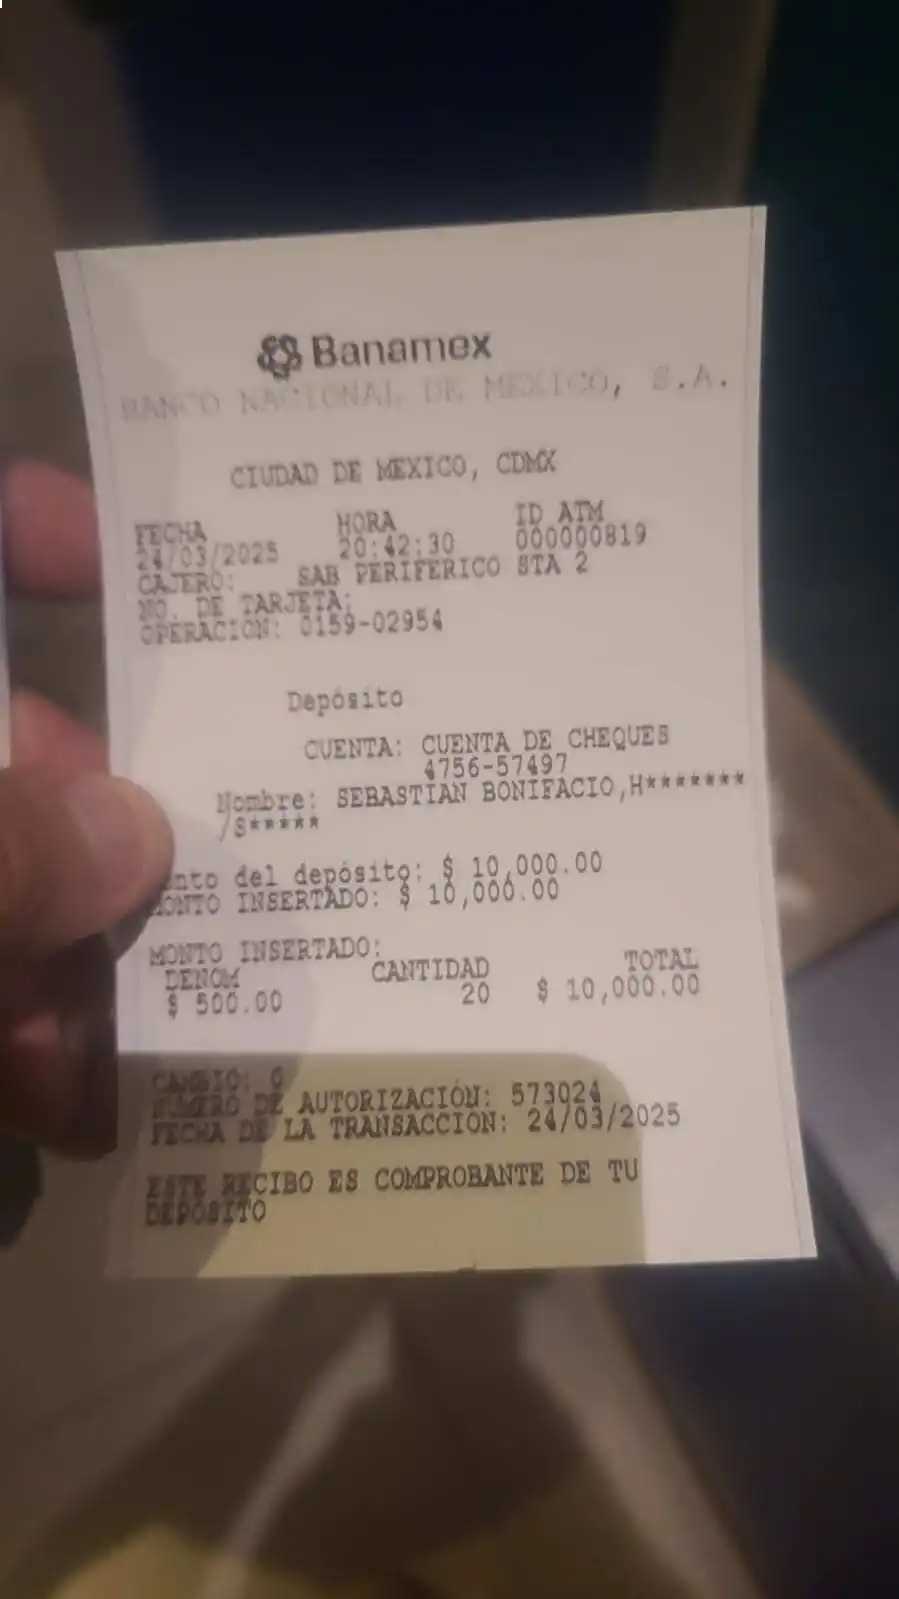 Banamex
BANCO NACIONAL DE MEXICO, S.A.
CIUDAD DE MEXICO, CDMX
FECHA HORA ID ATM
24/03/2025 20:42:30 000000819
CAJERO: SAB PERIFERICO STA 2
NO. DE TARJETA:
OPERACION: 0159-02954
Depósito
CUENTA: CUENTA DE CHEQUES
4756-57497
Nombre: SEBASTIAN BONIFACIO,H*******
/S*****
nto del depósito: $ 10,000.00
MONTO INSERTADO: $ 10,000.00
MONTO INSERTADO:
DENOM CANTIDAD TOTAL
$ 500.00 20 $ 10,000.00
CAMBIO: 0
NUMERO DE AUTORIZACIÓN: 573024
FECHA DE LA TRANSACCION: 24/03/2025
ESTE RECIBO ES COMPROBANTE DE TU
DEPOSITO